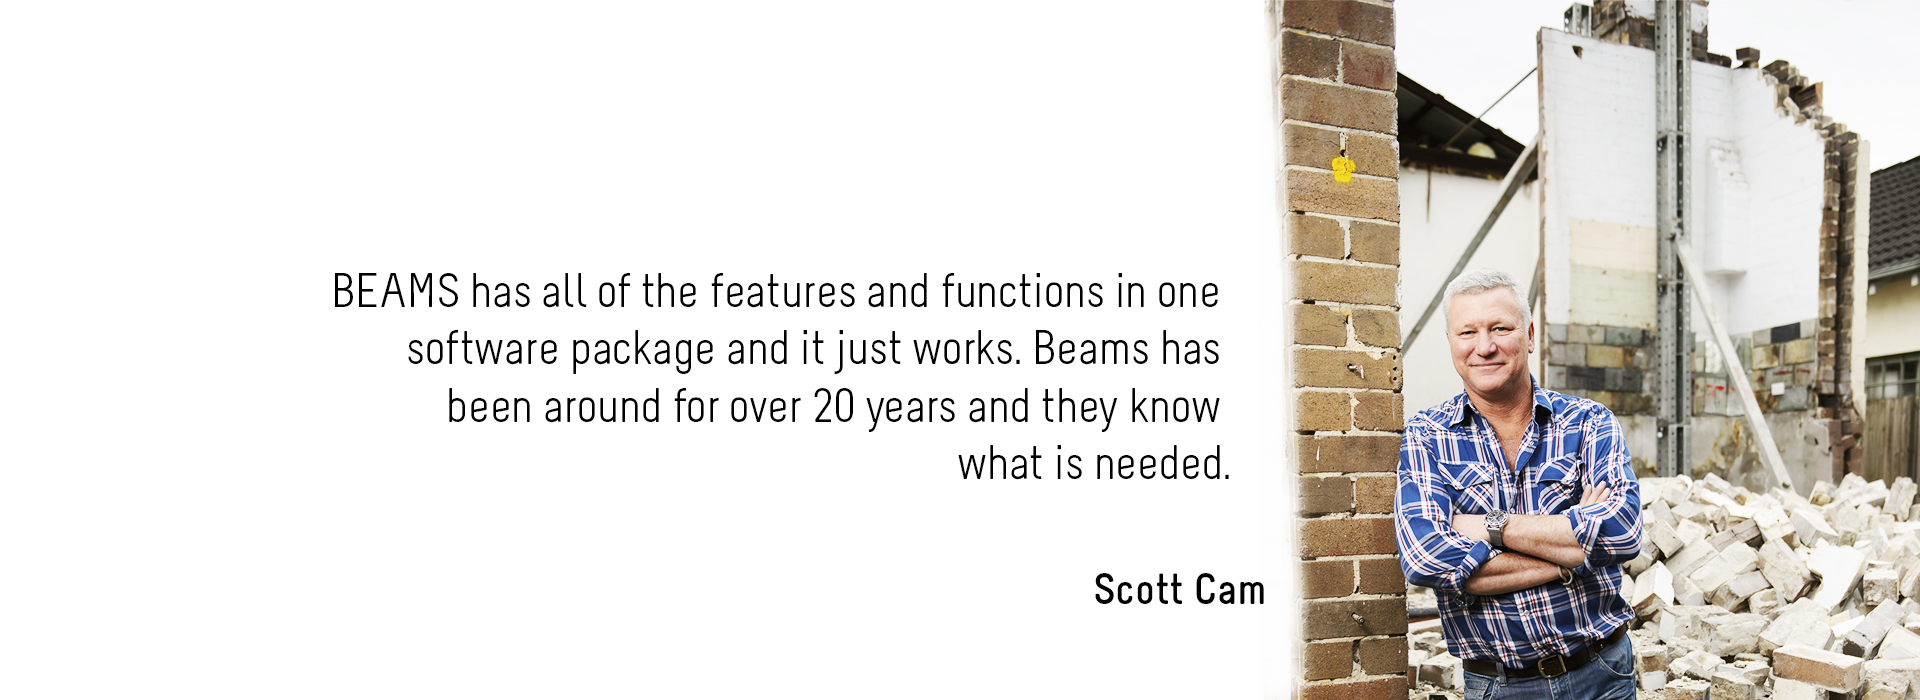 BEAMS has all of the features and functions in one
software package and it just works. Beams has
been around for over 20 years and they know
what is needed.
Scott Cam